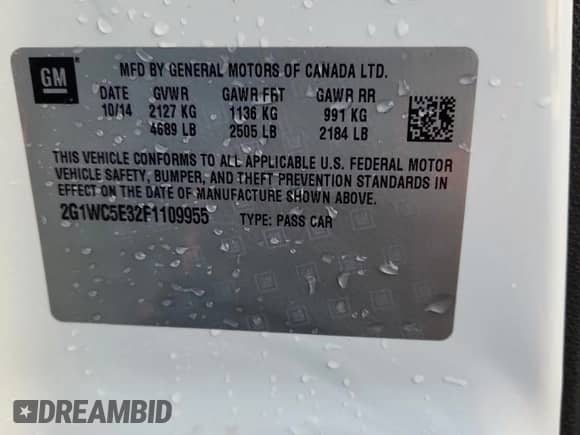 GM
MFD BY GENERAL MOTORS OF CANADA LTD.
DATE GVWR GAWR FRT GAWR RR
10/14 2127 KG 1136 KG 991 KG
4689 LB 2505 LB 2184 LB
THIS VEHICLE CONFORMS TO ALL APPLICABLE U.S. FEDERAL MOTOR
VEHICLE SAFETY, BUMPER, AND THEFT PREVENTION STANDARDS IN
EFFECT ON THE DATE OF MANUFACTURE SHOWN ABOVE.
2G1WC5E32F1109955 TYPE: PASS CAR
DREAMBID